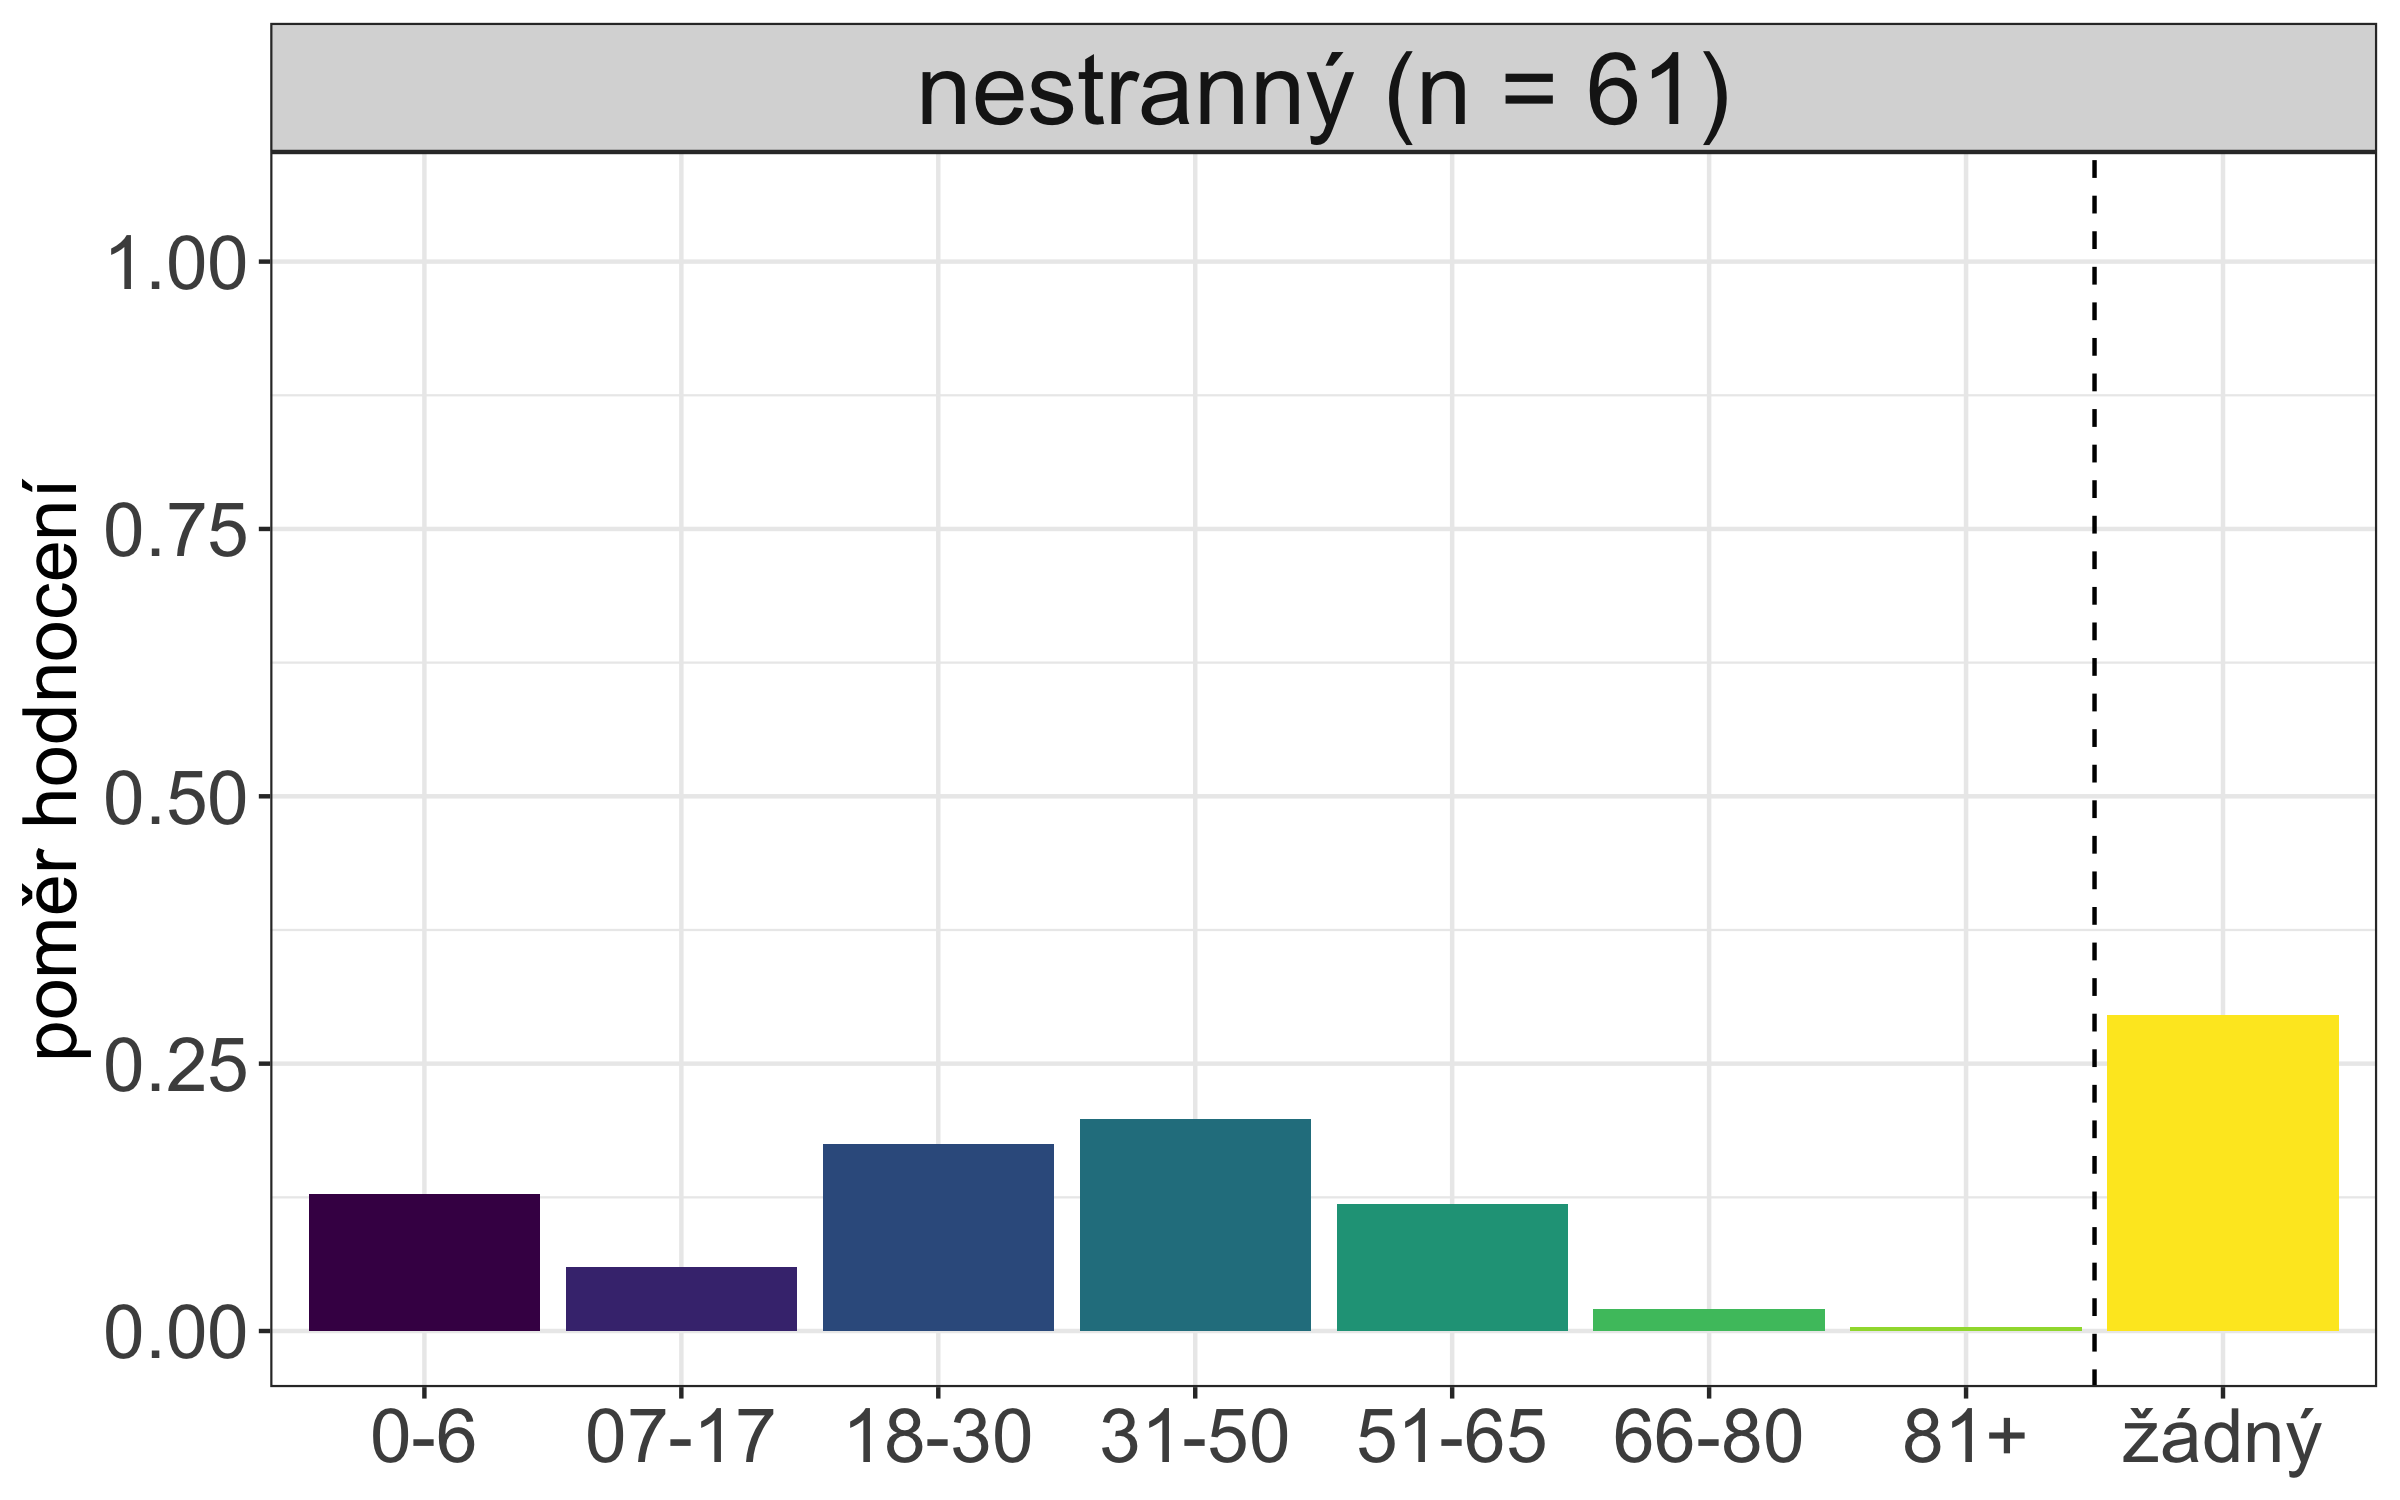 nestranný (n = 61)
poměr hodnocení
1.00
0.75
0.50
0.25
0.00
0-6 07-17 18-30 31-50 51-65 66-80 81+ žádný